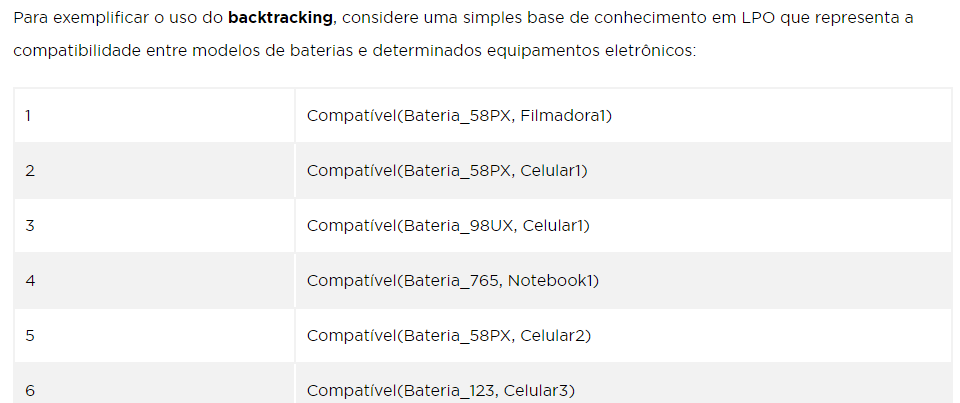 Para exemplificar o uso do backtracking, considere uma simples base de conhecimento em LPO que representa a
compatibilidade entre modelos de baterias e determinados equipamentos eletrônicos:
1 Compatível(Bateria_58PX, Filmadora1)
2 Compatível(Bateria_58PX, Celular1)
3 Compatível(Bateria_98UX, Celular1)
4 Compatível(Bateria_765, Notebook1)
5 Compatível(Bateria_58PX, Celular2)
6 Compatível(Bateria_123, Celular3)